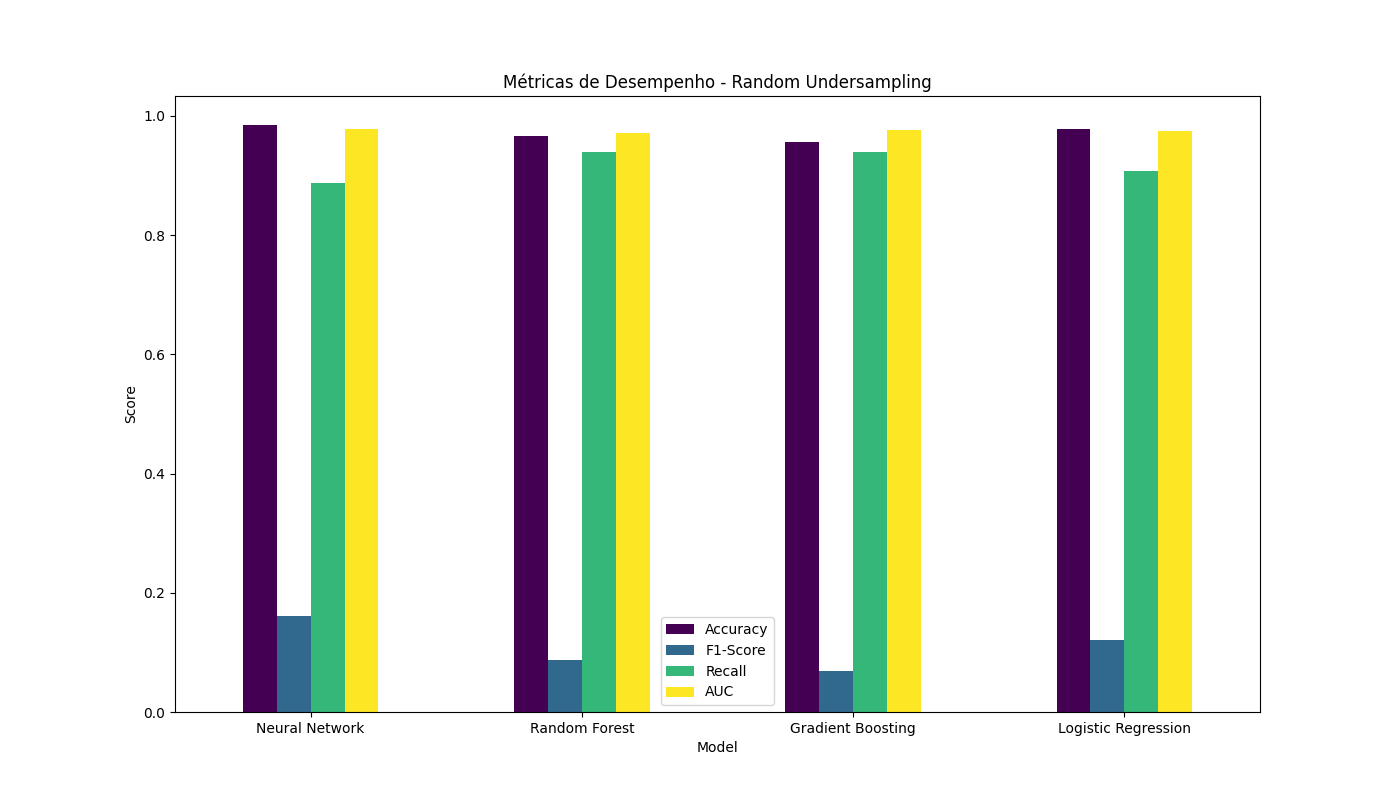 Métricas de Desempenho - Random Undersampling
1.0
0.8
0.6
0.4
0.2
0.0
Score
Accuracy
F1-Score
Recall
AUC
Neural Network
Random Forest
Gradient Boosting
Logistic Regression
Model